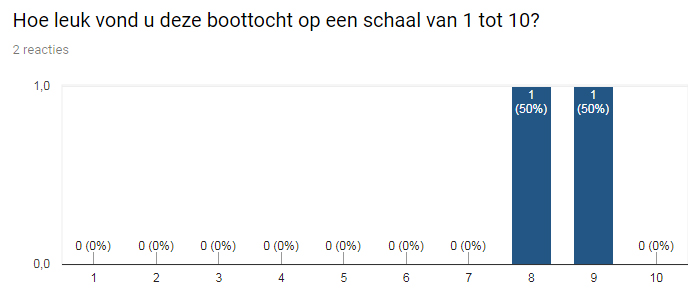 Hoe leuk vond u deze boottocht op een schaal van 1 tot 10?
2 reacties
1,0
1 1
(50%) (50%)
0 (0%) 0 (0%) 0 (0%) 0 (0%) 0 (0%) 0 (0%) 0 (0%) 0 (0%)
0,0
1 2 3 4 5 6 7 8 9 10